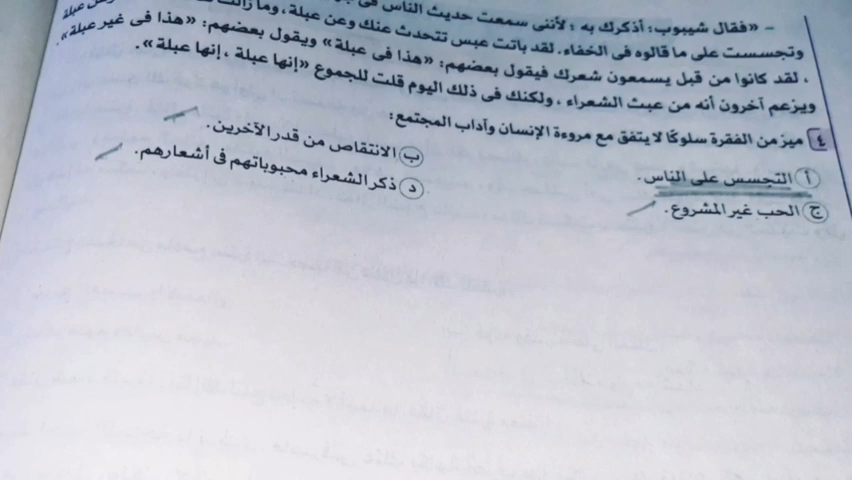 - «فقال شيبوب: أذكرك به ؛ لأننى سمعت حديث الناس فى
وتجسست على ما قالوه فى الخفاء. لقد باتت عبس تتحدث عنك وعن عبلة، وما زالت
، لقد كانوا من قبل يسمعون شعرك فيقول بعضهم: «هذا فى عبلة» ويقول بعضهم: «هذا فى غير عبلة».
ويزعم آخرون أنه من عبث الشعراء ، ولكنك فى ذلك اليوم قلت للجموع «إنها عبلة ، إنها عبلة».
٤ ميز من الفقرة سلوكًا لا يتفق مع مروءة الإنسان وآداب المجتمع:
أ التجسس على الناس.
ب الانتقاص من قدر الآخرين.
ج الحب غير المشروع.
د ذكر الشعراء محبوباتهم فى أشعارهم.